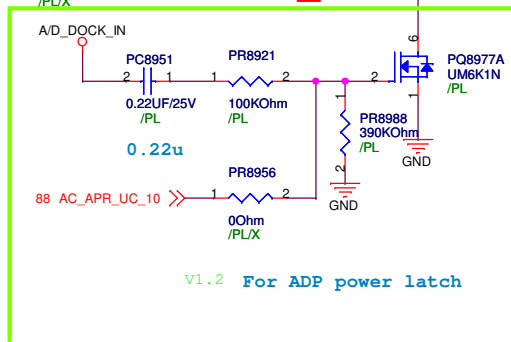 /PL/X
A/D_DOCK_IN
6
PC8951
PR8921
PQ8977A
UM6K1N
/PL
2 1 1 2 2
0.22UF/25V
100KOhm
1 1
/PL
/PL
PR8988
390KOhm
/PL
0.22u
2
GND
PR8956
88 AC_APR_UC_10
1 2
GND
0Ohm
/PL/X
V1.2 For ADP power latch